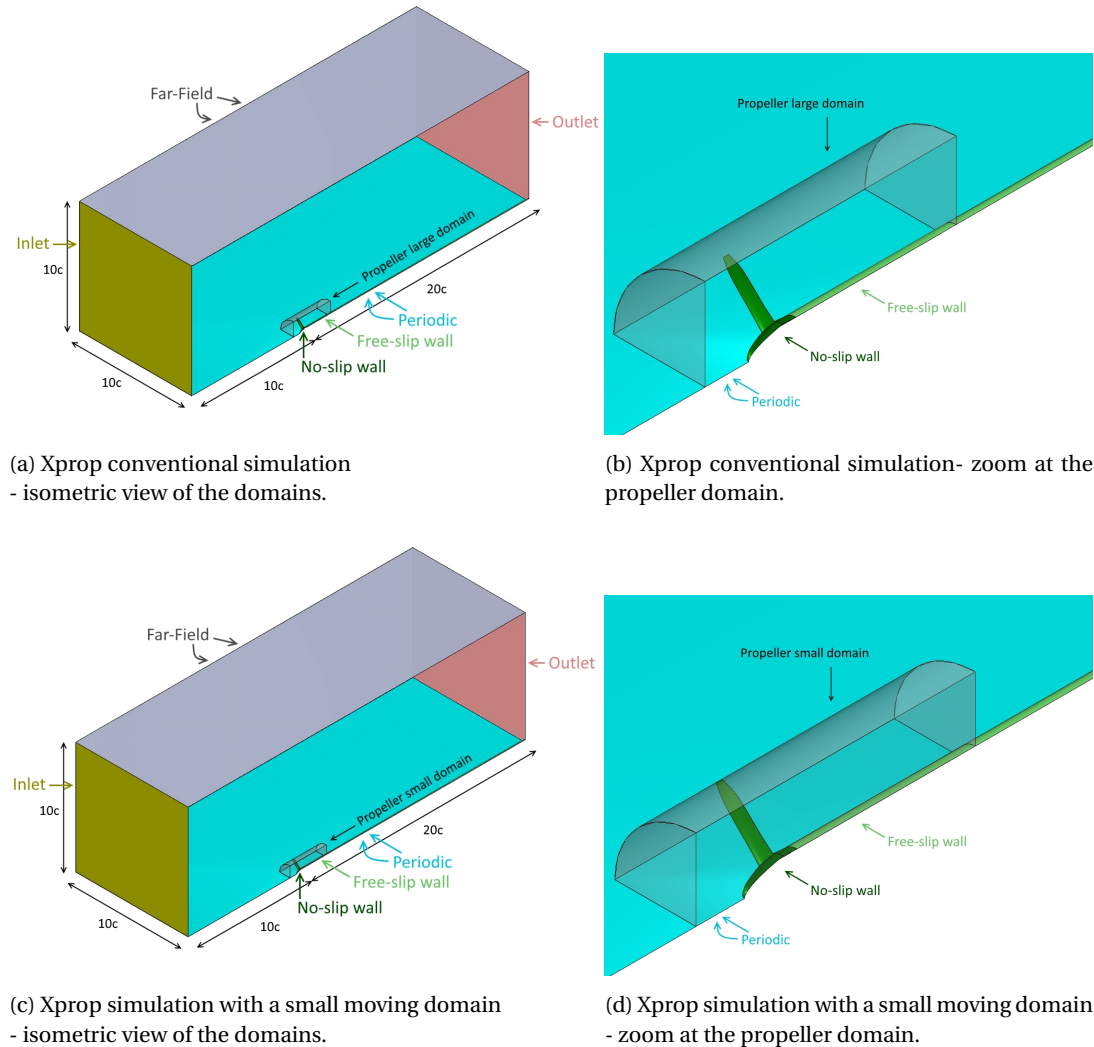 Far-Field
Outlet
Inlet
10c
Propeller large domain
20c
Periodic
Free-slip wall
No-slip wall
10c
10c
Propeller large domain
Free-slip wall
No-slip wall
Periodic
(a) Xprop conventional simulation
- isometric view of the domains.
(b) Xprop conventional simulation- zoom at the
propeller domain.
Far-Field
Outlet
Inlet
10c
Propeller small domain
20c
Periodic
Free-slip wall
No-slip wall
10c
10c
Propeller small domain
Free-slip wall
No-slip wall
Periodic
(c) Xprop simulation with a small moving domain
- isometric view of the domains.
(d) Xprop simulation with a small moving domain
- zoom at the propeller domain.